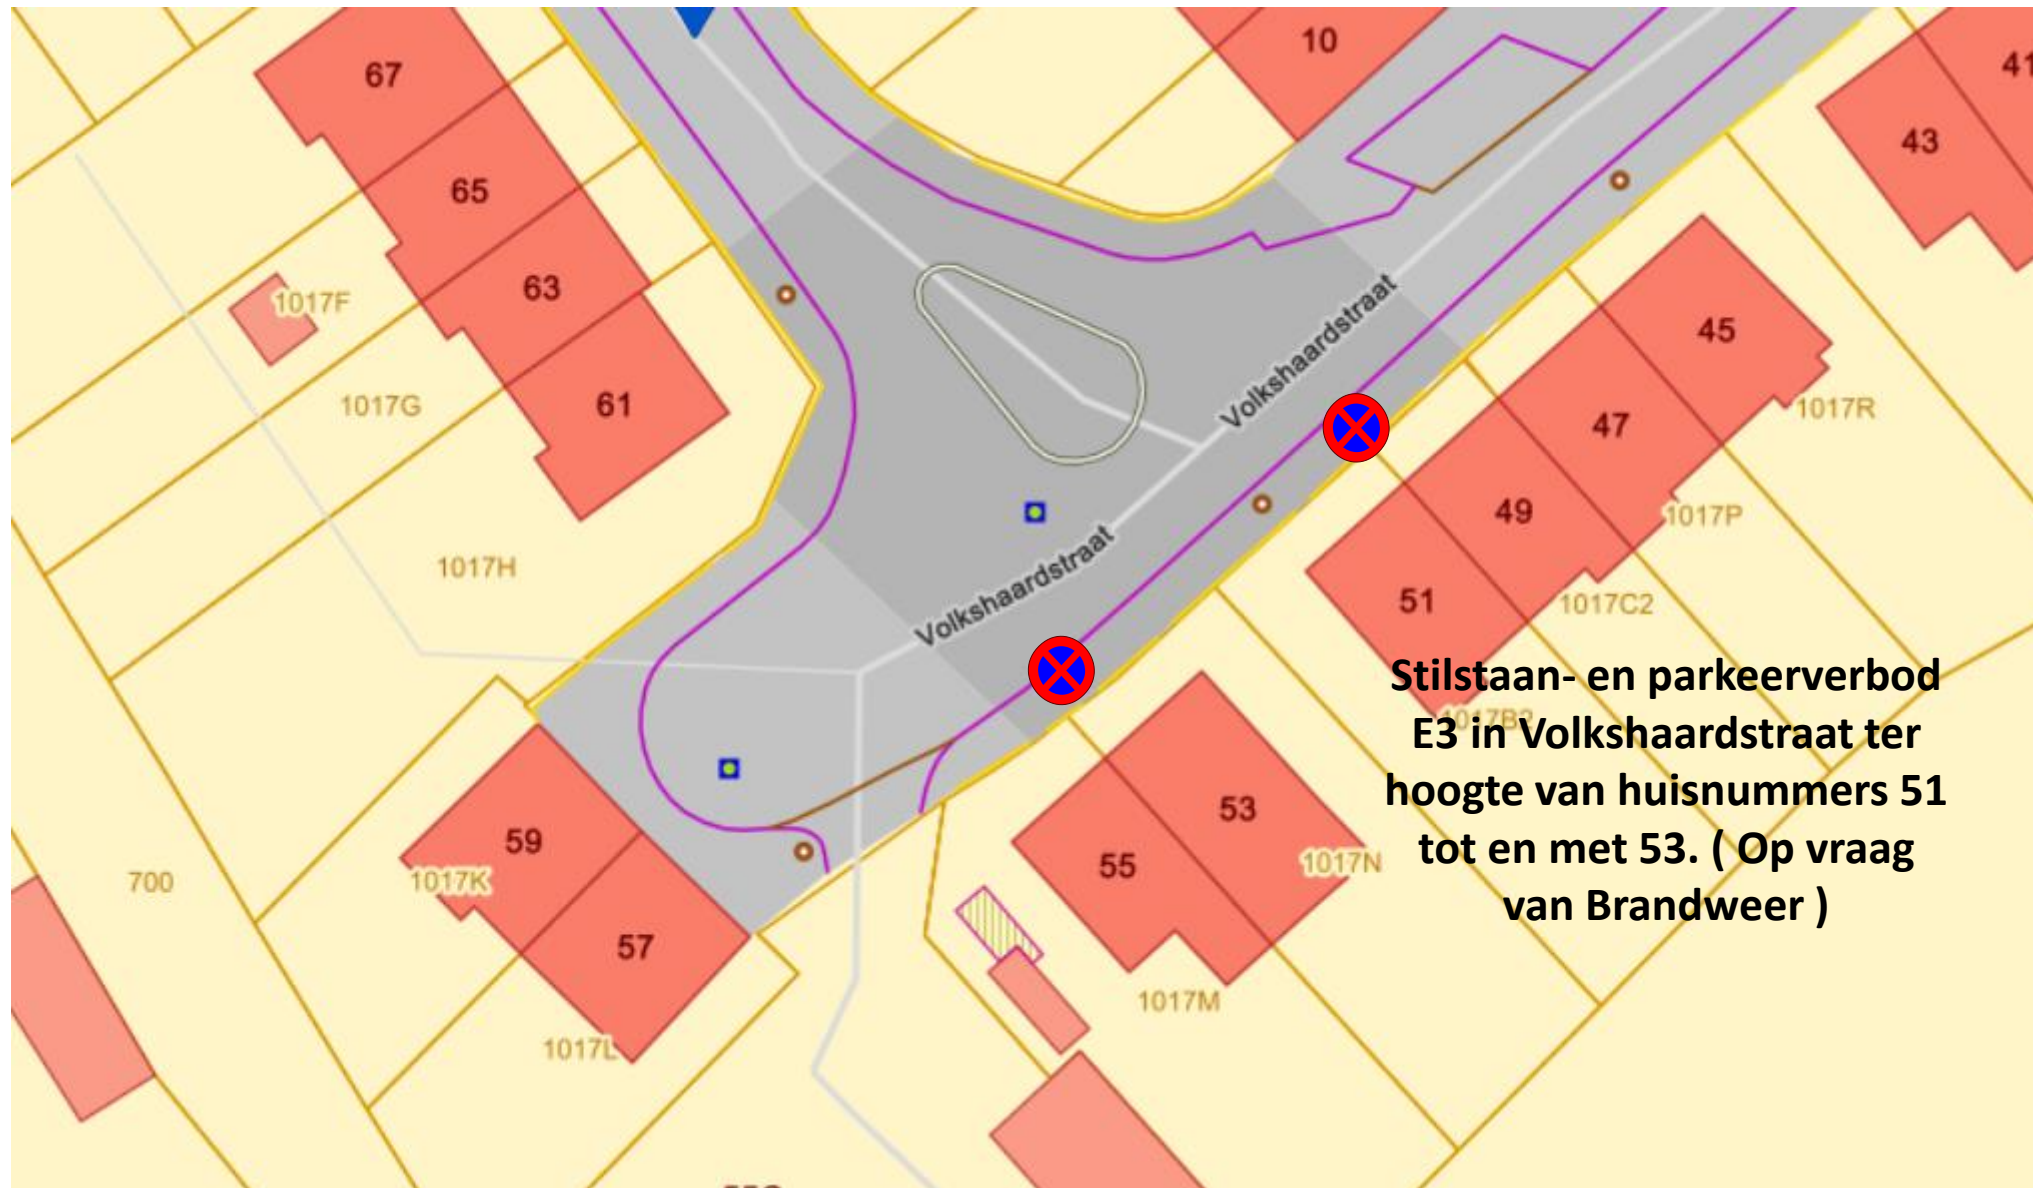 10
41
67
43
65
1017F
63
45
1017G
61
Volkshaardstraat
47
1017R
49
1017P
1017H
Volkshaardstraat
51
1017C2
Stilstaan- en parkeerverbod
1017B2
E3 in Volkshaardstraat ter
hoogte van huisnummers 51
tot en met 53. ( Op vraag
van Brandweer )
53
59
55
1017N
1017K
700
57
1017M
1017L